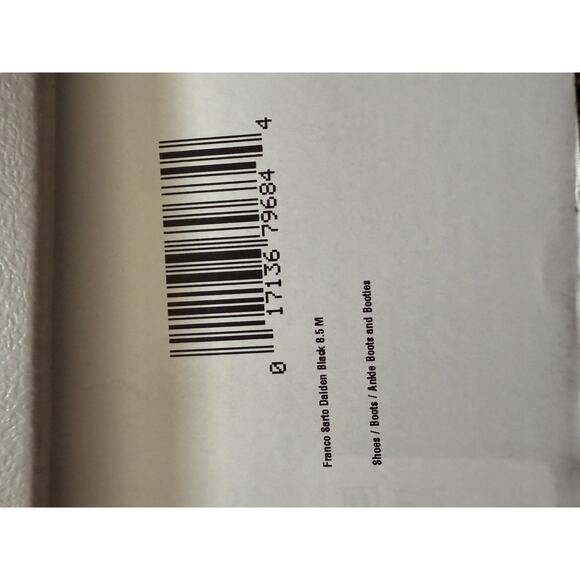 0 17136 79684 4
Franco Sarto Dalden Black 8.5 M
Shoes / Boots / Ankle Boots and Booties